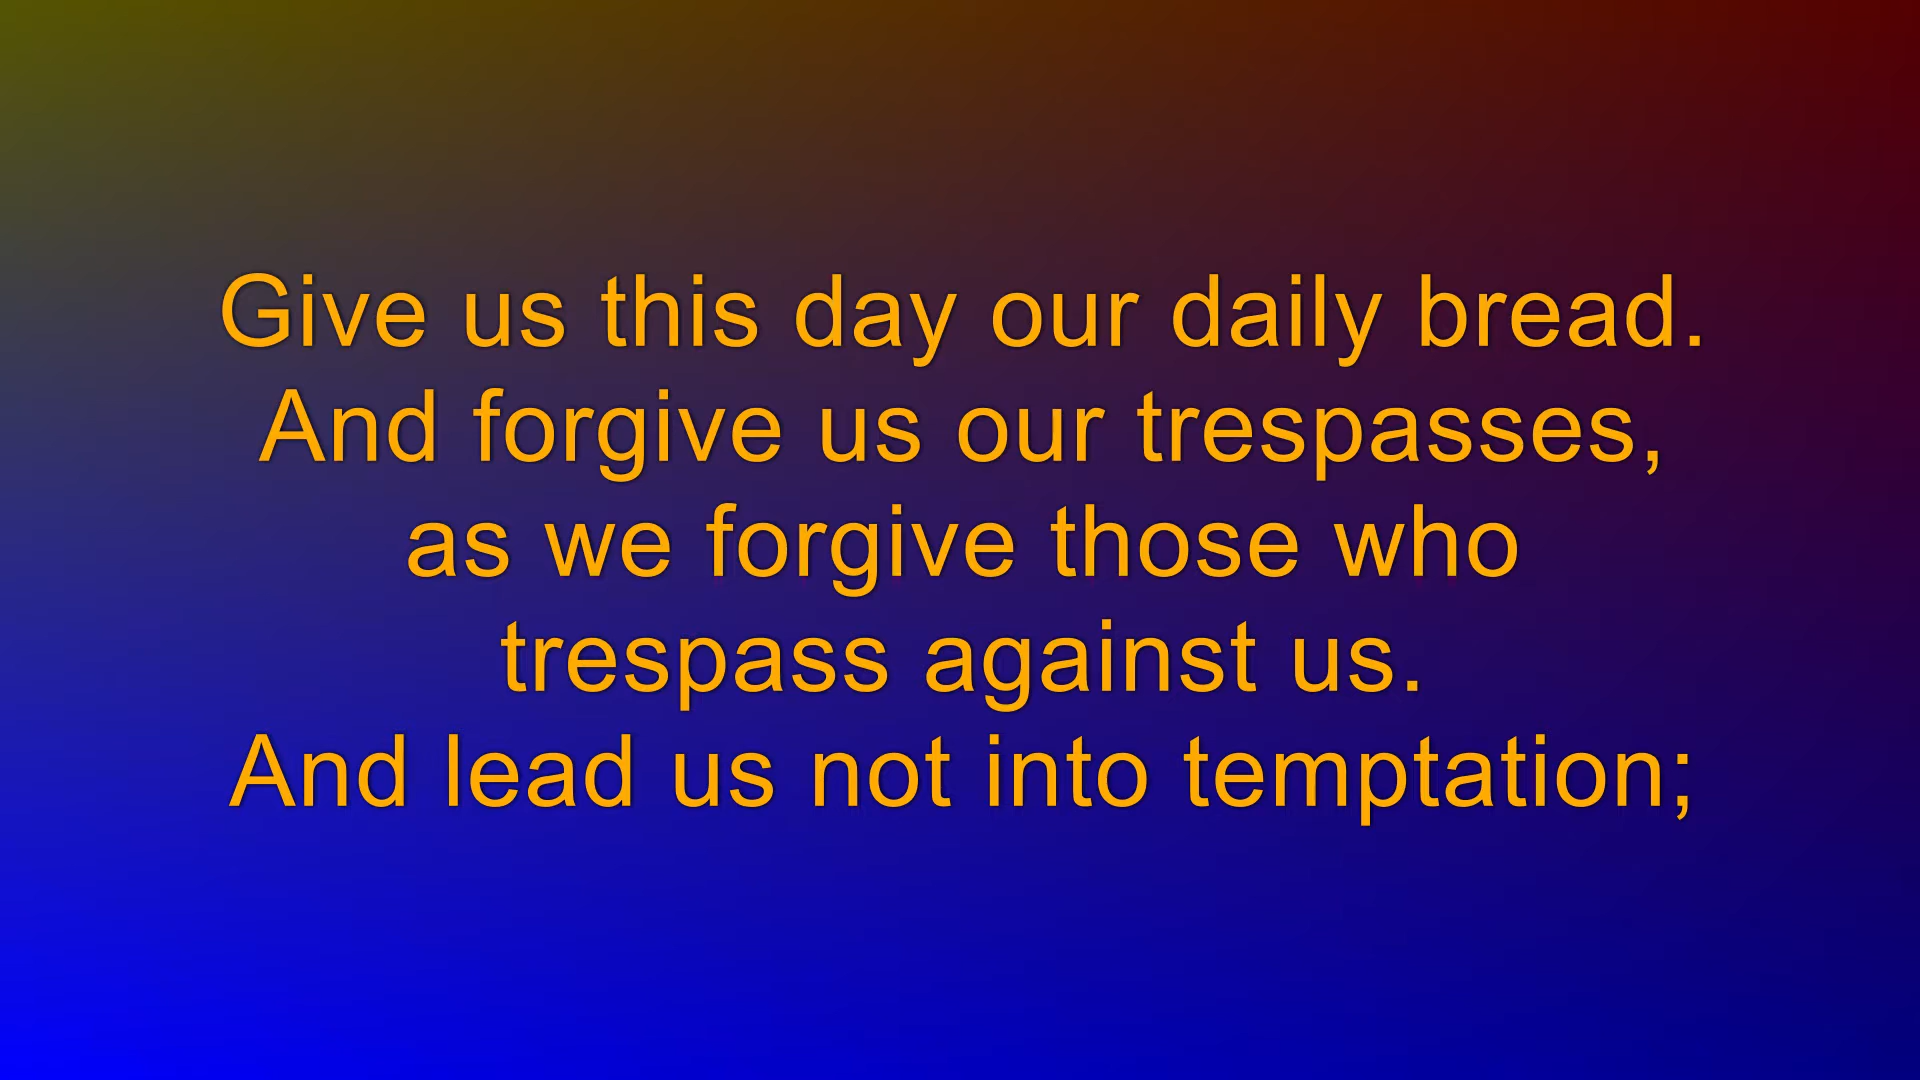 Give us this day our daily bread.
And forgive us our trespasses,
as we forgive those who
trespass against us.
And lead us not into temptation;